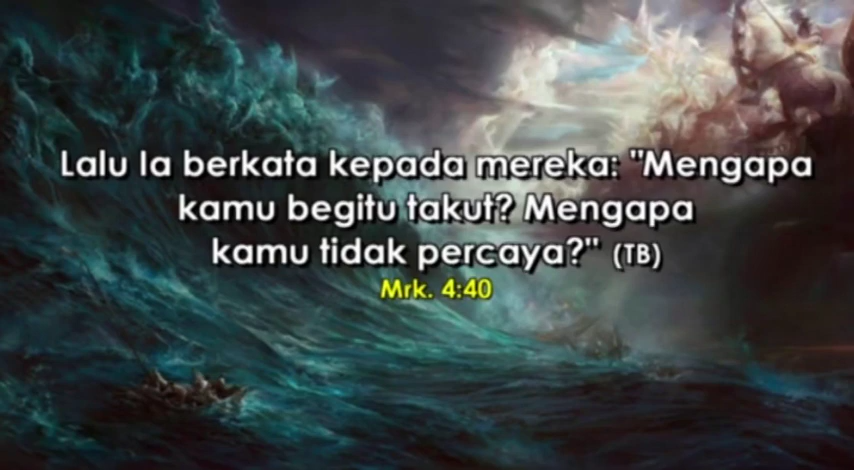 Lalu Ia berkata kepada mereka: "Mengapa
kamu begitu takut? Mengapa
kamu tidak percaya?" (TB)
Mrk. 4:40